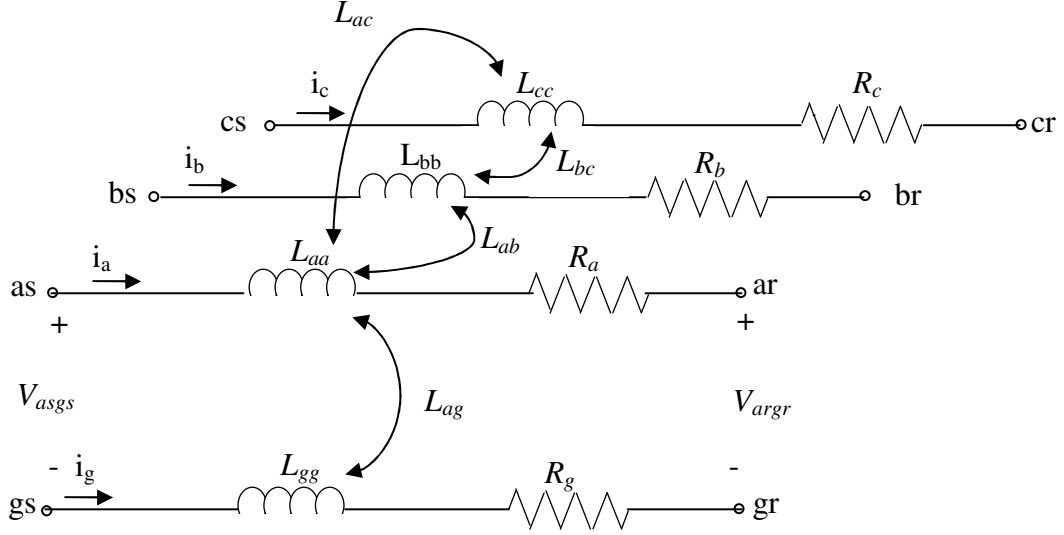 L_ac
i_c L_cc R_c
cs cr
i_b L_bb L_bc R_b
bs br
L_ab
i_a L_aa R_a
as ar
+ +
V_asgs L_ag V_argr
- i_g L_gg R_g -
gs gr